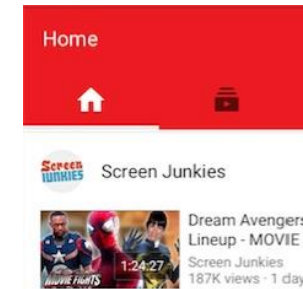 Home
SCREEN
JUNKIES
Screen Junkies
Dream Avengers
Lineup - MOVIE
Screen Junkies
187K views · 1 day
1:24:27
MOVIE FIGHTS